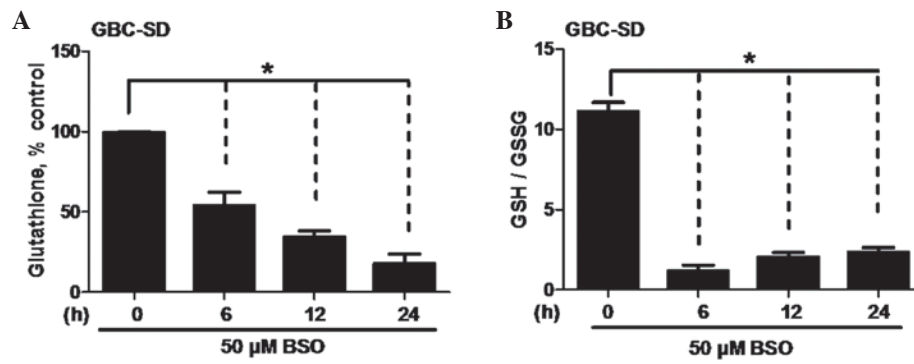 A
GBC-SD
150
100
50
0
Glutathione, % control
*
(h) 0 6 12 24
50 µM BSO
B
GBC-SD
15
10
5
0
GSH / GSSG
*
(h) 0 6 12 24
50 µM BSO